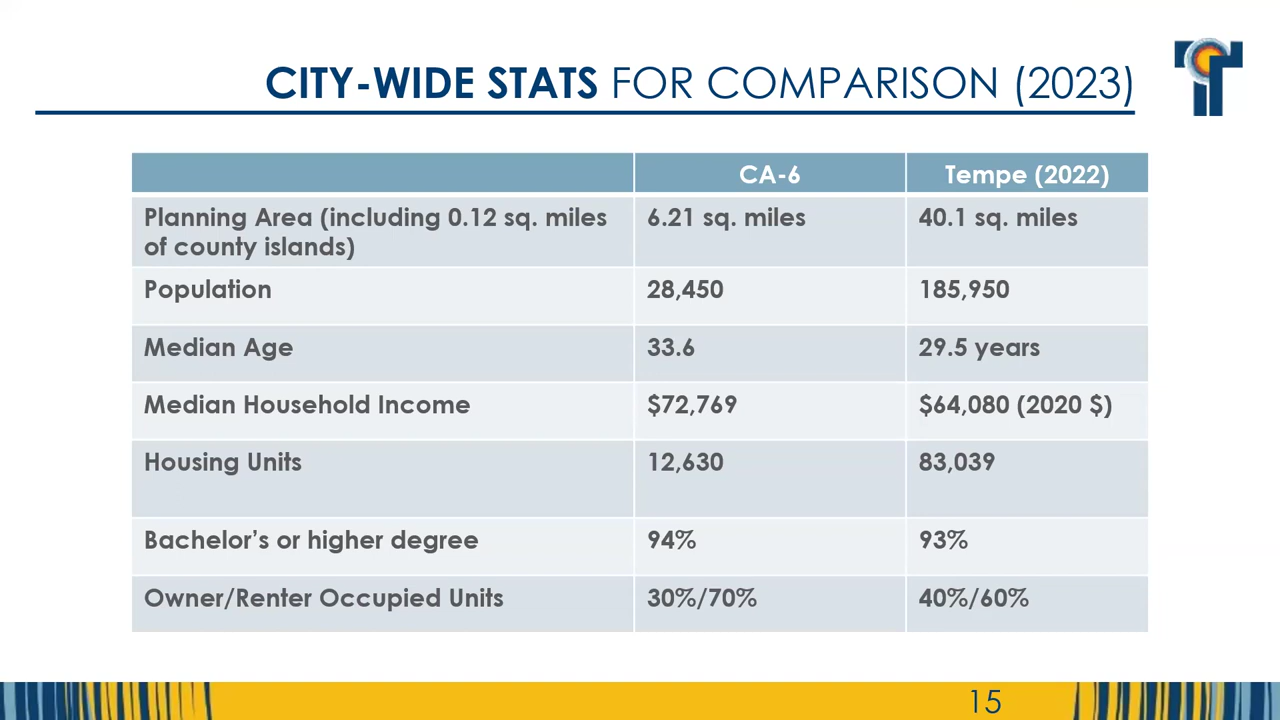 CITY-WIDE STATS FOR COMPARISON (2023)
CA-6 Tempe (2022)
Planning Area (including 0.12 sq. miles of county islands) 6.21 sq. miles 40.1 sq. miles
Population 28,450 185,950
Median Age 33.6 29.5 years
Median Household Income $72,769 $64,080 (2020 $)
Housing Units 12,630 83,039
Bachelor’s or higher degree 94% 93%
Owner/Renter Occupied Units 30%/70% 40%/60%
15